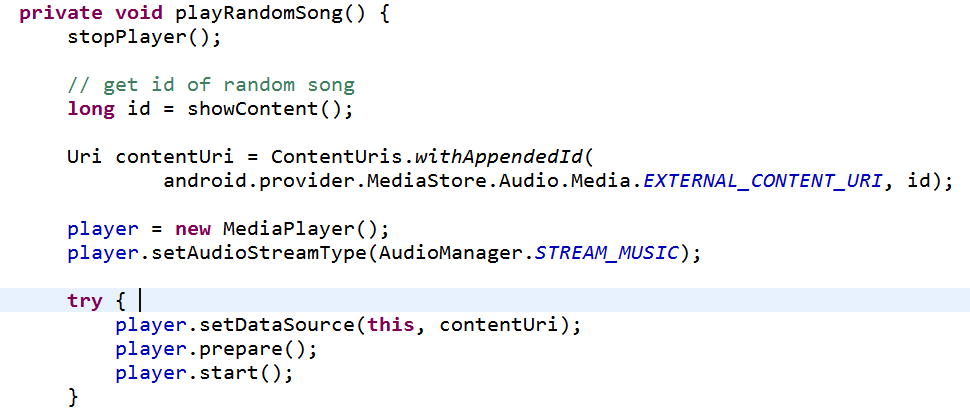 private void playRandomSong() {
stopPlayer();
// get id of random song
long id = showContent();
Uri contentUri = ContentUris.withAppendedId(
android.provider.MediaStore.Audio.Media.EXTERNAL_CONTENT_URI, id);
player = new MediaPlayer();
player.setAudioStreamType(AudioManager.STREAM_MUSIC);
try {
player.setDataSource(this, contentUri);
player.prepare();
player.start();
}